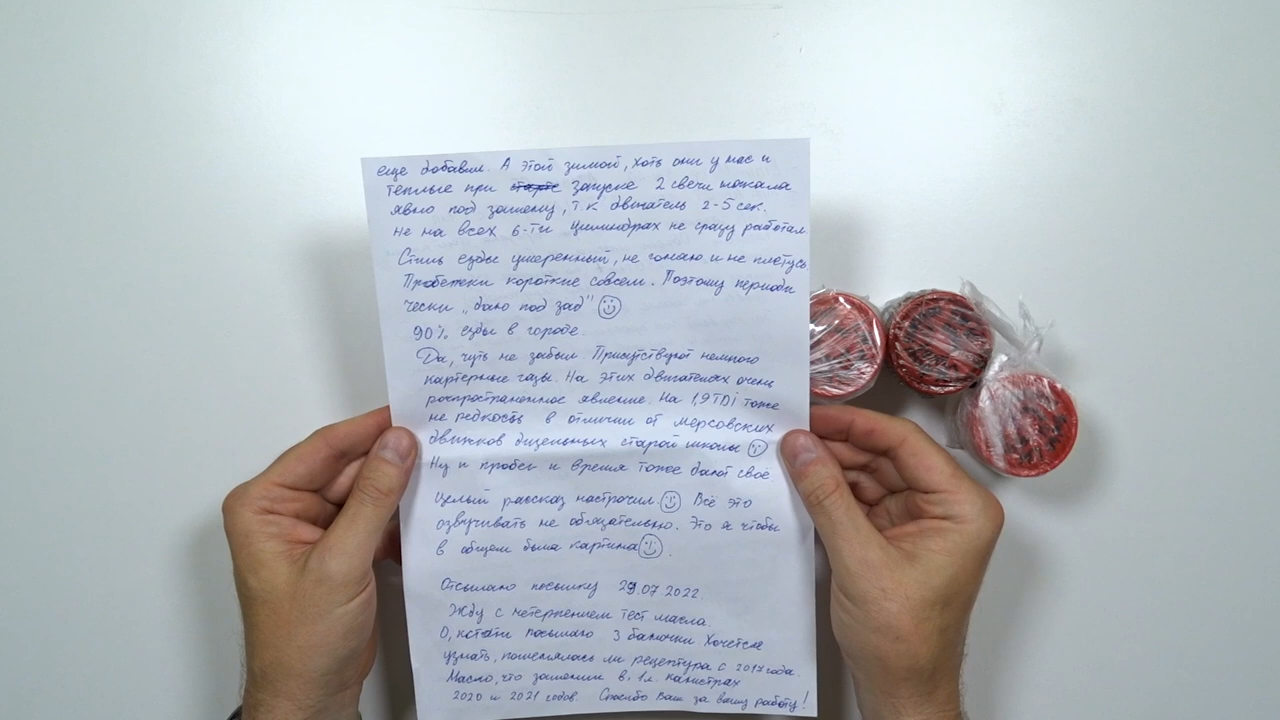 еще добавил. А этой зимой, хоть они у нас и
теплые при запуске 2 свечи накала
явно под замену, т к двигатель 2-5 сек.
не на всех 6-ти цилиндрах не сразу работал
Стиль езды умеренный, не гоняю и не плетусь.
Пробежки короткие совсем. Поэтому периоди
чески „даю под зад"
90% езды в городе.
Да, чуть не забыл. Присутствуют немного
картерные газы. На этих двигателях очень
роспространенное явление. На 1,9 TDi тоже
не редкость в отличии от мерсовских
движков дизельных старой школы
Ну и пробег и время тоже дают своё.
Целый рассказ настрочил. Всё это
озвучивать не обязательно. Это я чтобы
в общем была картина.
Отсылаю посылку 29.07.2022.
Жду с нетерпением тест масла.
О, кстати посылаю 3 баночки. Хочется
узнать, поменялась ли рецептура с 2017 года.
Масло, что залили в 1л. канистрах
2020 и 2021 годов. Спасибо Вам за вашу работу!